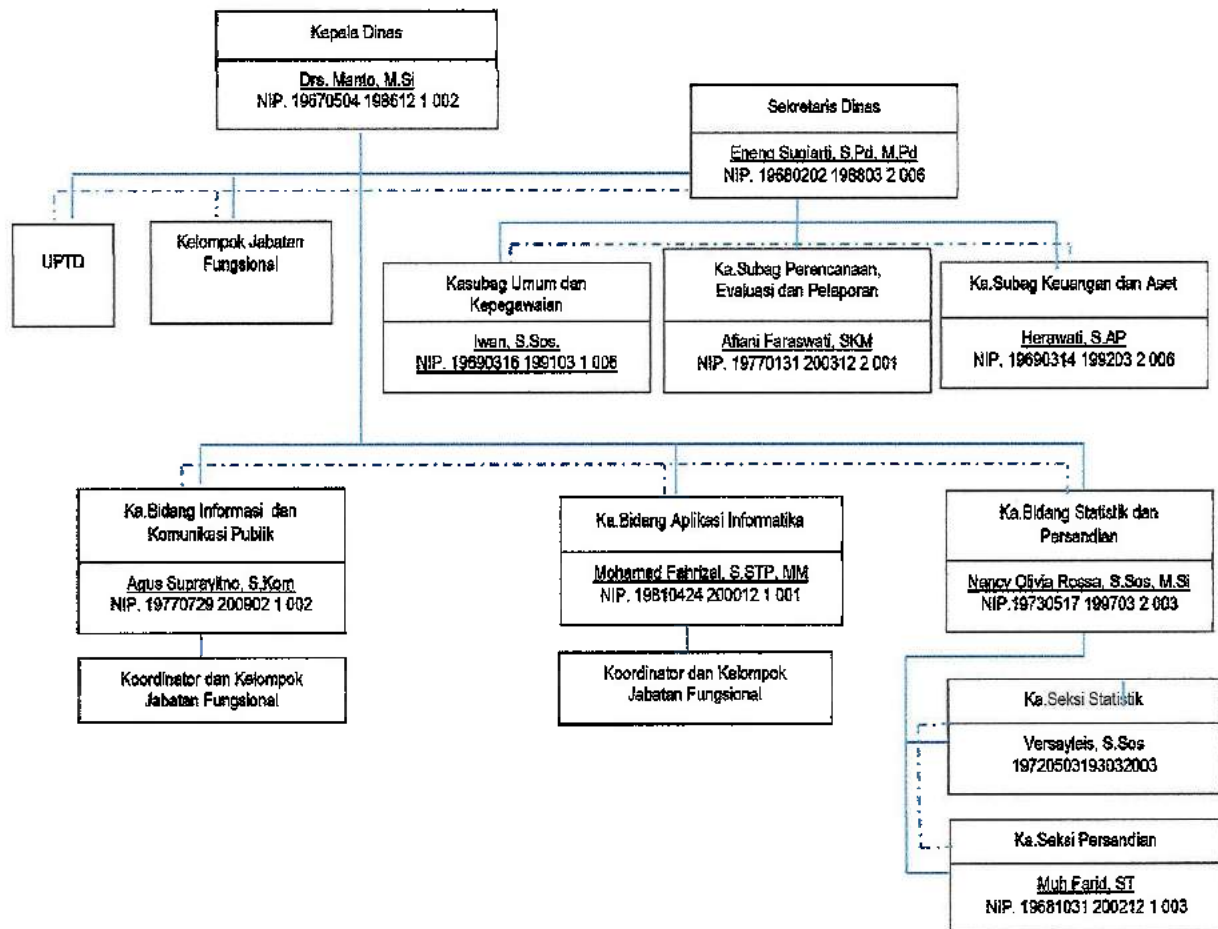 Kepala Dinas
Drs. Manto, M.Si
NIP. 19670504 198612 1 002
Sekretaris Dinas
Eneng Sugiarti, S.Pd, M.Pd
NIP. 19680202 198803 2 006
UPTD
Kelompok Jabatan
Fungsional
Kasubag Umum dan
Kepegawaian
Iwan, S.Sos.
NIP. 19690316 199103 1 006
Ka.Subag Perencanaan,
Evaluasi dan Pelaporan
Afiani Faraswati, SKM
NIP. 19770131 200312 2 001
Ka.Subag Keuangan dan Aset
Herawati, S.AP
NIP. 19690314 199203 2 006
Ka.Bidang Informasi dan
Komunikasi Publik
Agus Suprayitno, S.Kom
NIP. 19770729 200902 1 002
Koordinator dan Kelompok
Jabatan Fungsional
Ka.Bidang Aplikasi Informatika
Mohamad Fahrizal, S.STP, MM
NIP. 19810424 200012 1 001
Koordinator dan Kelompok
Jabatan Fungsional
Ka.Bidang Statistik dan
Persandian
Nancy Olivia Rossa, S.Sos, M.Si
NIP.19730517 199703 2 003
Ka.Seksi Statistik
Versayleis, S.Sos
19720503193032003
Ka.Seksi Persandian
Muh Farid, ST
NIP. 19681031 200212 1 003